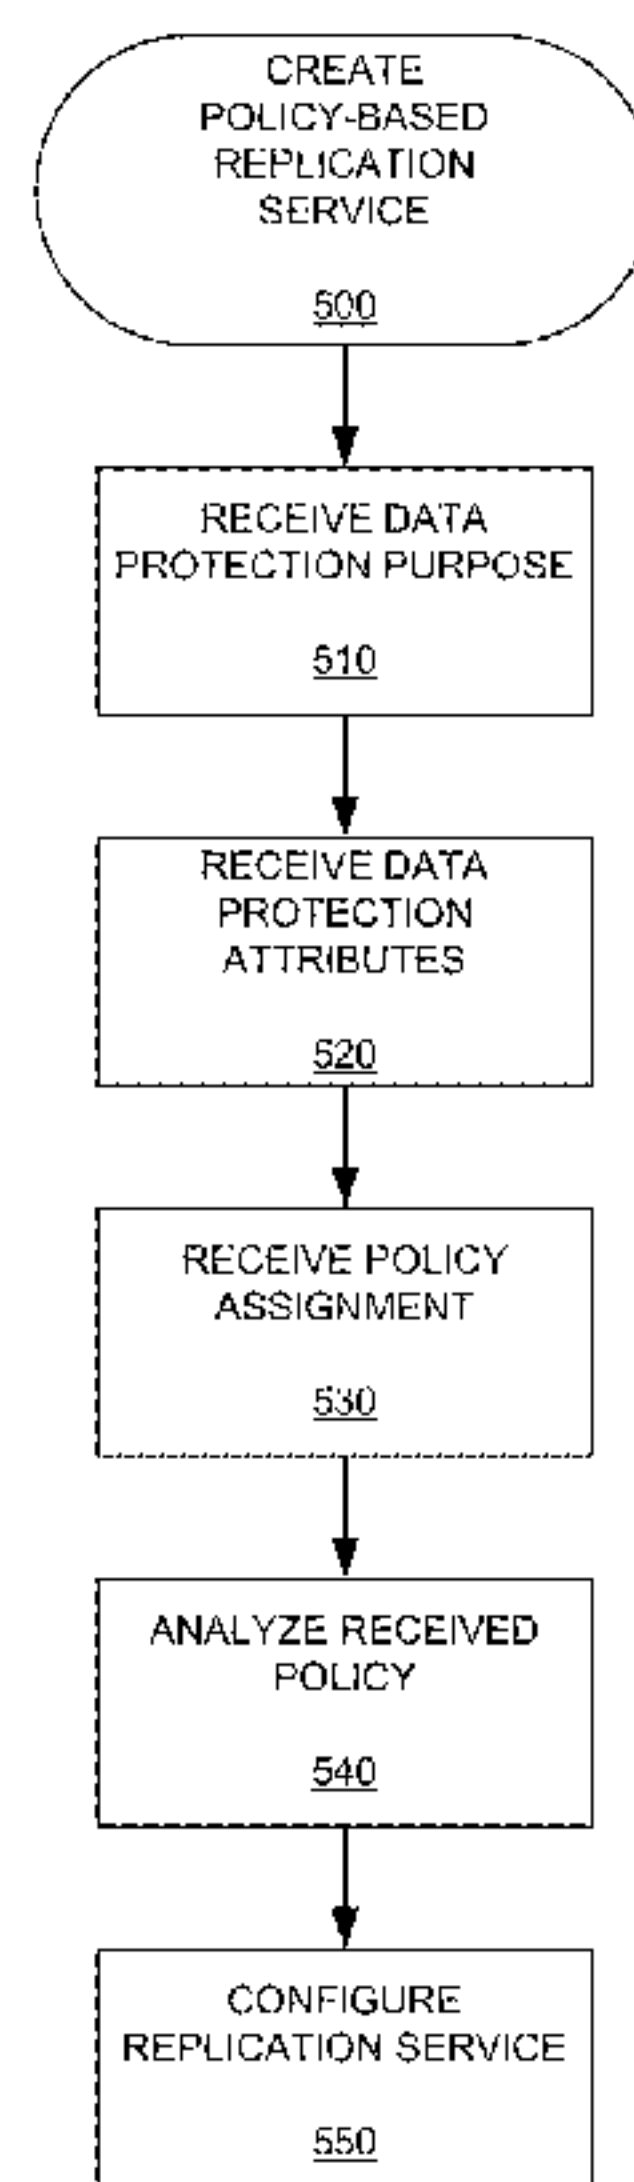 CREATE
POLICY-BASED
REPLICATION
SERVICE
500
RECEIVE DATA
PROTECTION PURPOSE
510
RECEIVE DATA
PROTECTION
ATTRIBUTES
520
RECEIVE POLICY
ASSIGNMENT
530
ANALYZE RECEIVED
POLICY
540
CONFIGURE
REPLICATION SERVICE
550